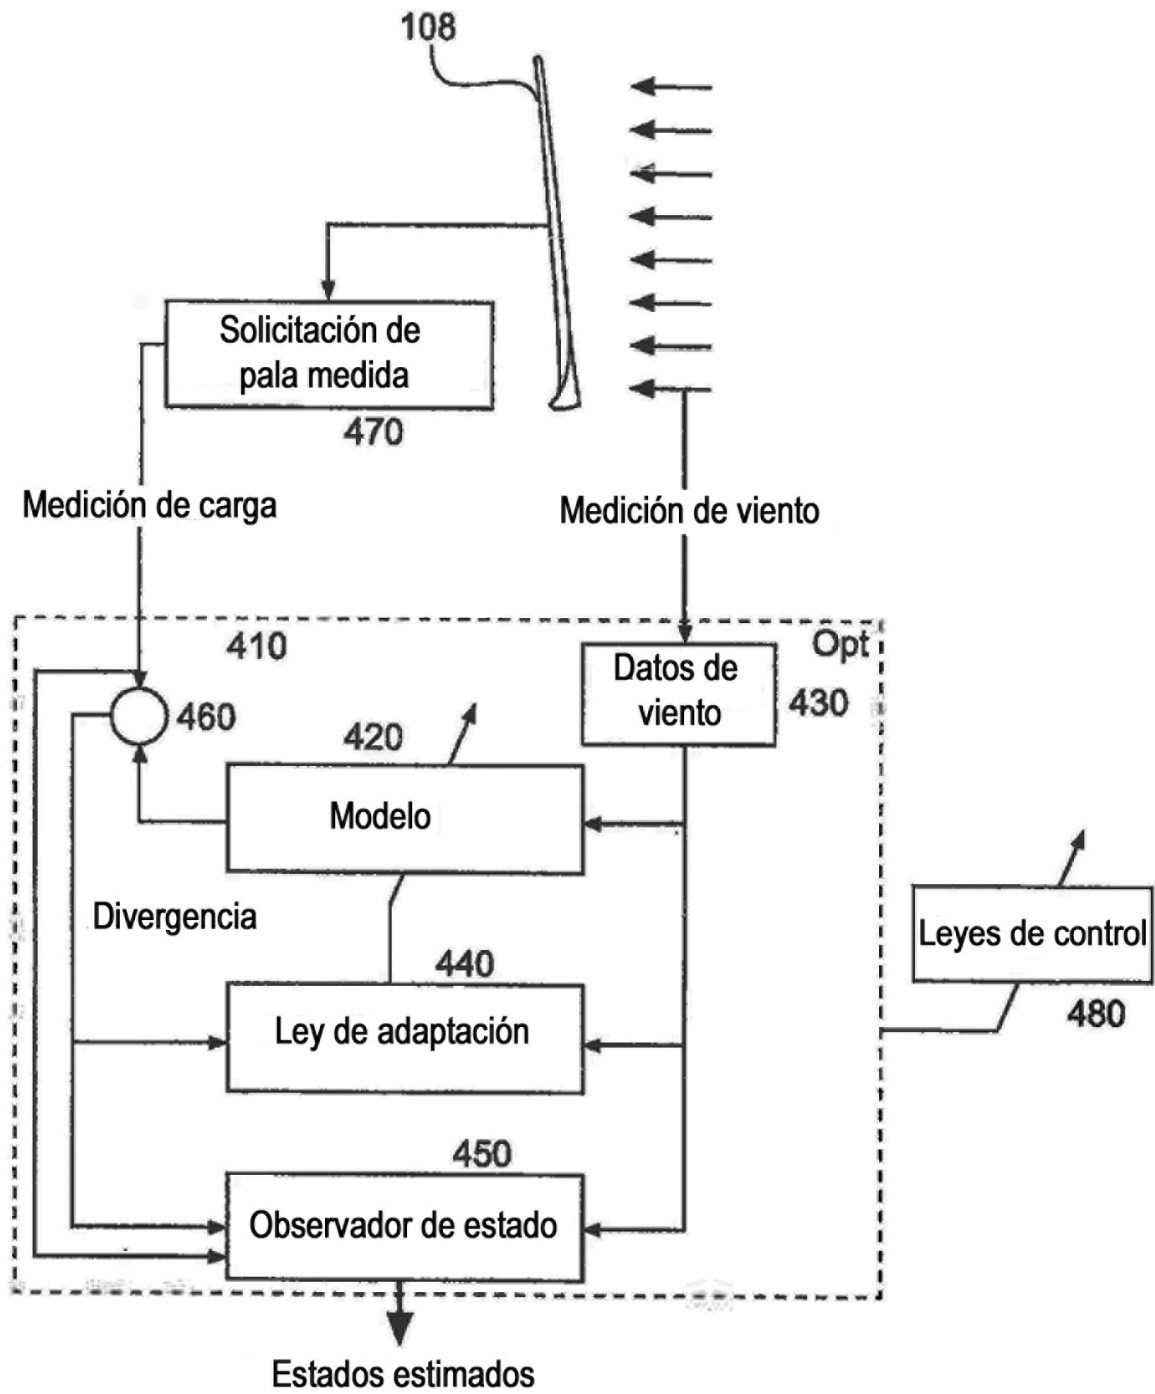 108
Solicitación de
pala medida
470
Medición de carga
Medición de viento
410
Opt
Datos de
viento
430
460
420
Modelo
Divergencia
Leyes de control
480
440
Ley de adaptación
450
Observador de estado
Estados estimados